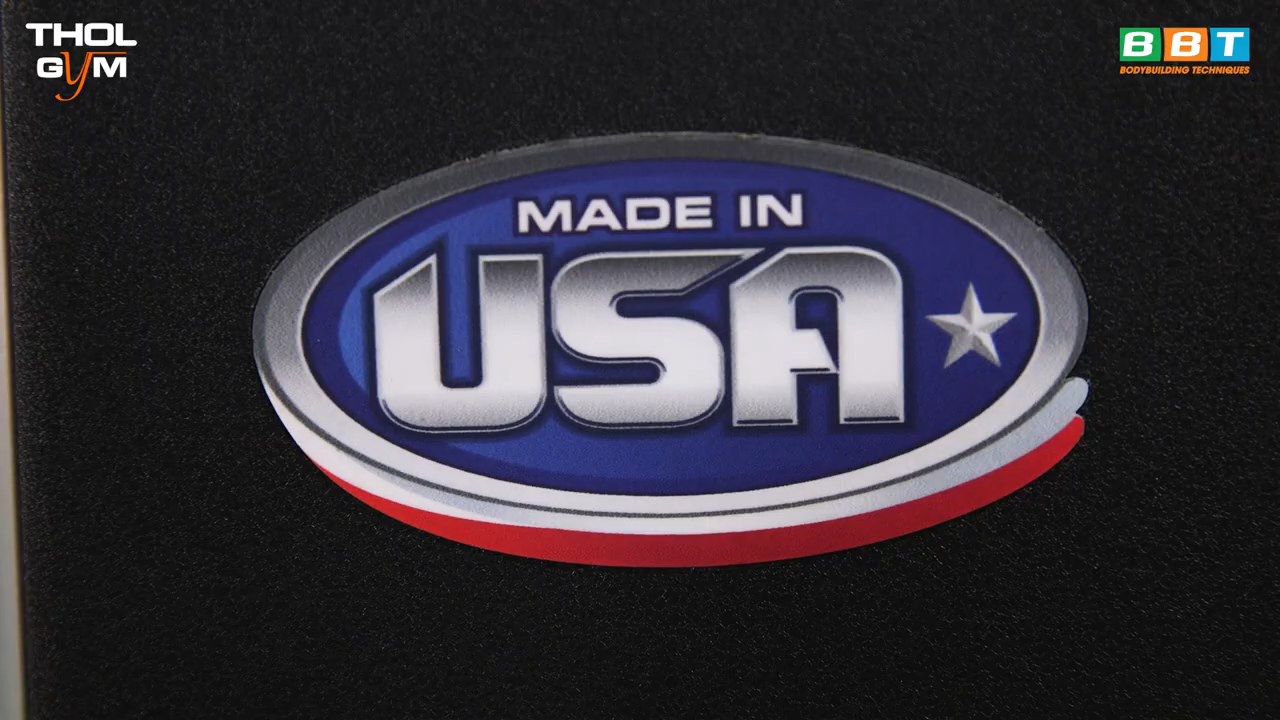 THOL
GYM
BBT
BODYBUILDING TECHNIQUES
MADE IN
USA